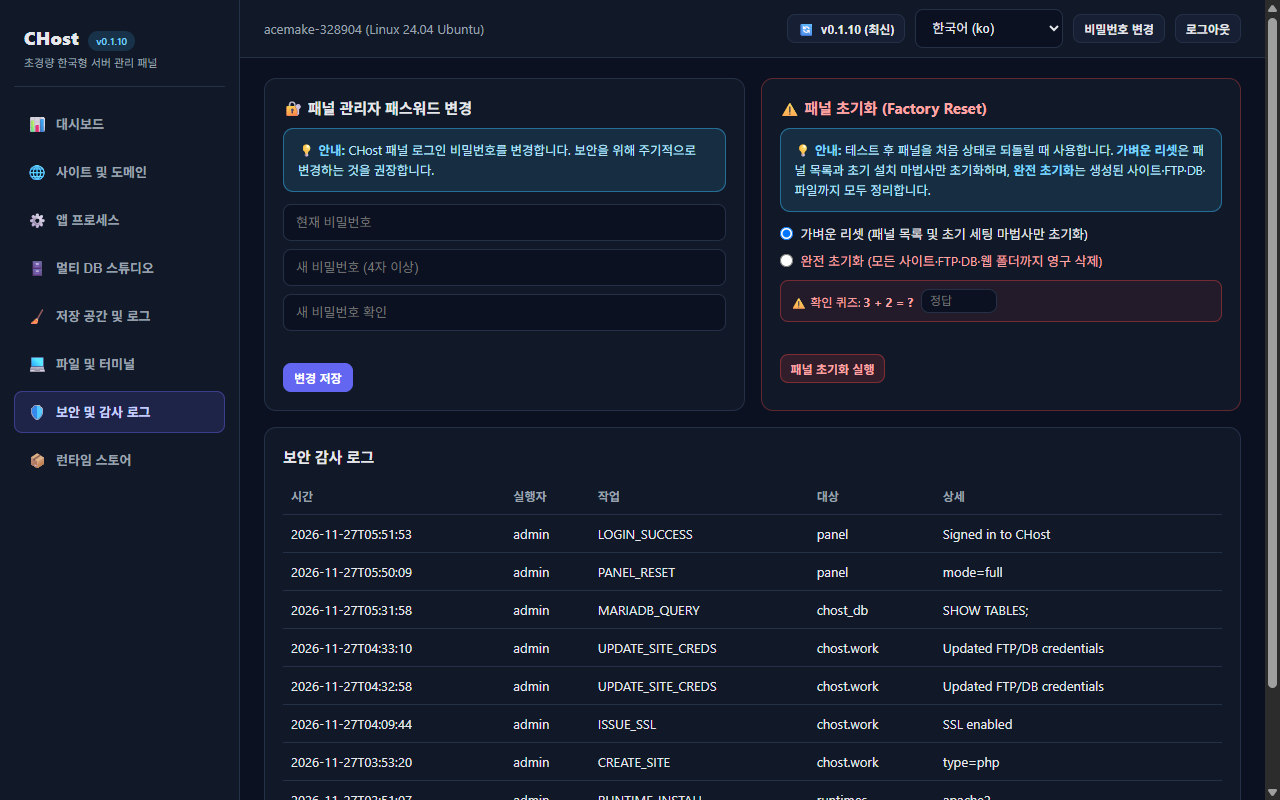 CHost v0.1.10
초경량 한국형 서버 관리 패널
대시보드
사이트 및 도메인
앱 프로세스
멀티 DB 스튜디오
저장 공간 및 로그
파일 및 터미널
보안 및 감사 로그
런타임 스토어
acemake-328904 (Linux 24.04 Ubuntu)
v0.1.10 (최신)
한국어 (ko)
비밀번호 변경
로그아웃
패널 관리자 패스워드 변경
안내: CHost 패널 로그인 비밀번호를 변경합니다. 보안을 위해 주기적으로
변경하는 것을 권장합니다.
현재 비밀번호
새 비밀번호 (4자 이상)
새 비밀번호 확인
변경 저장
패널 초기화 (Factory Reset)
안내: 테스트 후 패널을 처음 상태로 되돌릴 때 사용합니다. 가벼운 리셋은 패
널 목록과 초기 설치 마법사만 초기화하며, 완전 초기화는 생성된 사이트·FTP·DB·
파일까지 모두 정리합니다.
가벼운 리셋 (패널 목록 및 초기 세팅 마법사만 초기화)
완전 초기화 (모든 사이트·FTP·DB·웹 폴더까지 영구 삭제)
확인 퀴즈: 3 + 2 = ? 정답
패널 초기화 실행
보안 감사 로그
시간 실행자 작업 대상 상세
2026-11-27T05:51:53 admin LOGIN_SUCCESS panel Signed in to CHost
2026-11-27T05:50:09 admin PANEL_RESET panel mode=full
2026-11-27T05:31:58 admin MARIADB_QUERY chost_db SHOW TABLES;
2026-11-27T04:33:10 admin UPDATE_SITE_CREDS chost.work Updated FTP/DB credentials
2026-11-27T04:32:58 admin UPDATE_SITE_CREDS chost.work Updated FTP/DB credentials
2026-11-27T04:09:44 admin ISSUE_SSL chost.work SSL enabled
2026-11-27T03:53:20 admin CREATE_SITE chost.work type=php
2026-11-27T03:51:07 admin RUNTIME_INSTALL runtimes apache2